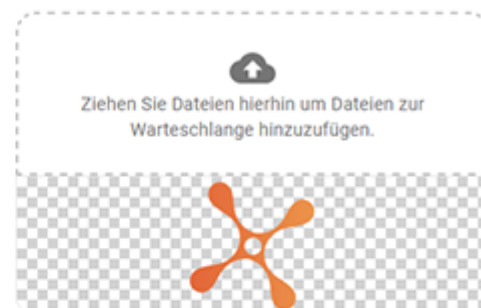 Ziehen Sie Dateien hierhin um Dateien zur
Warteschlange hinzuzufügen.